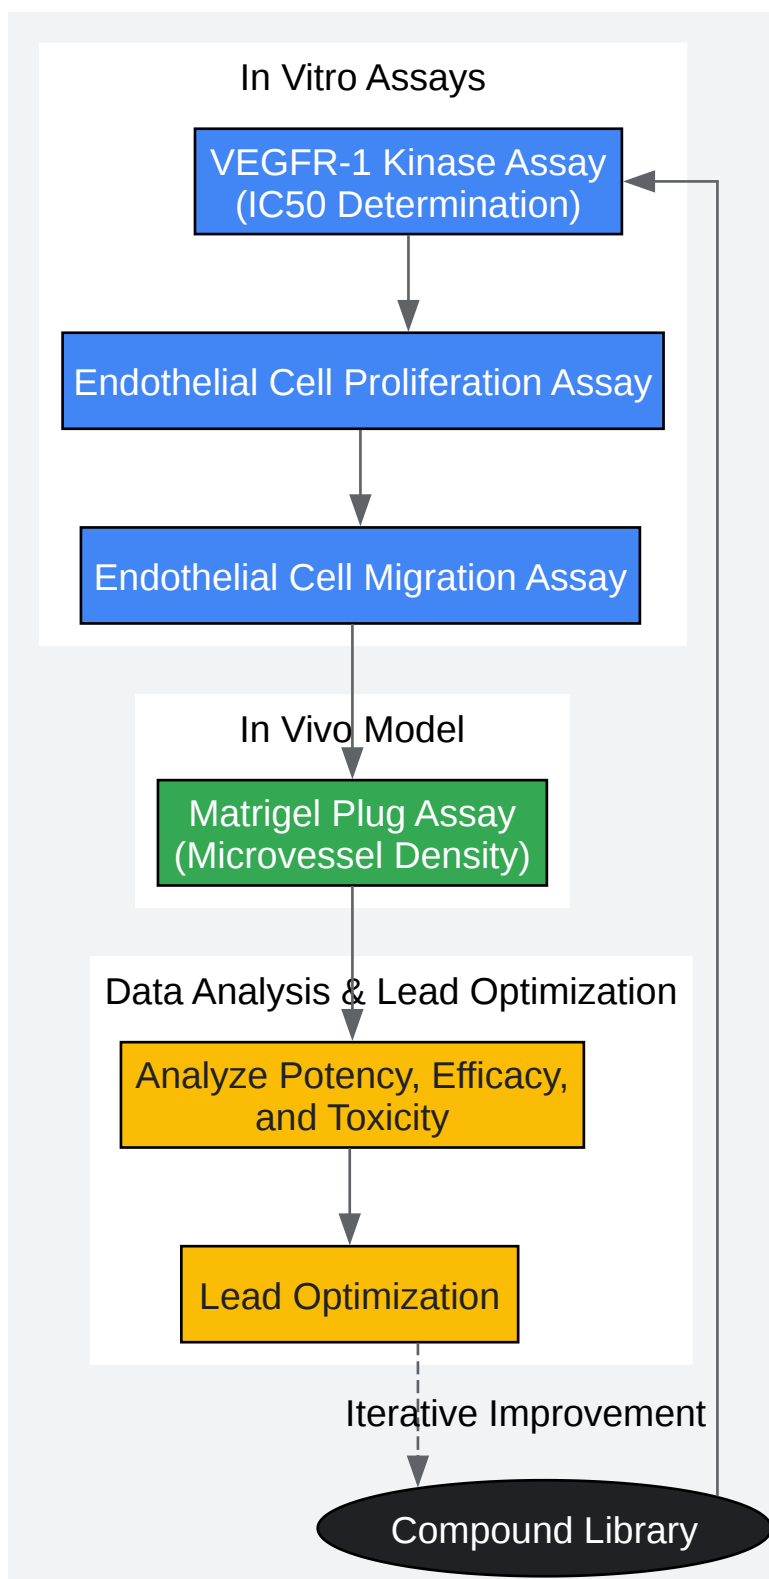 In Vitro Assays
VEGFR-1 Kinase Assay
(IC50 Determination)
Endothelial Cell Proliferation Assay
Endothelial Cell Migration Assay
In Vivo Model
Matrigel Plug Assay
(Microvessel Density)
Data Analysis & Lead Optimization
Analyze Potency, Efficacy,
and Toxicity
Lead Optimization
Iterative Improvement
Compound Library